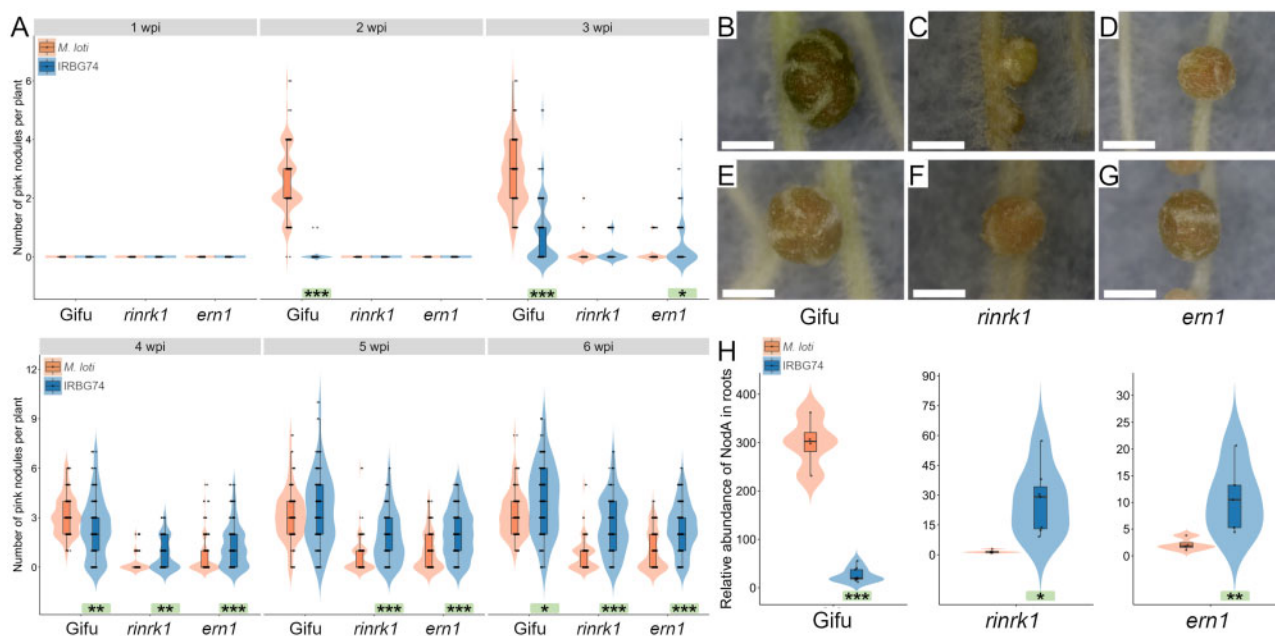 A
1 wpi 2 wpi 3 wpi
M. loti
IRBG74
Number of pink nodules per plant
6
4
2
0
*** *** *
Gifu rinrk1 ern1 Gifu rinrk1 ern1 Gifu rinrk1 ern1
4 wpi 5 wpi 6 wpi
M. loti
IRBG74
Number of pink nodules per plant
12
9
6
3
0
** ** *** *** *** * *** ***
Gifu rinrk1 ern1 Gifu rinrk1 ern1 Gifu rinrk1 ern1
B C D
E F G
Gifu rinrk1 ern1
H
M. loti
IRBG74
Relative abundance of NodA in roots
400
300
200
100
0
***
Gifu
90
75
60
45
30
15
0
*
rinrk1
30
25
20
15
10
5
0
**
ern1